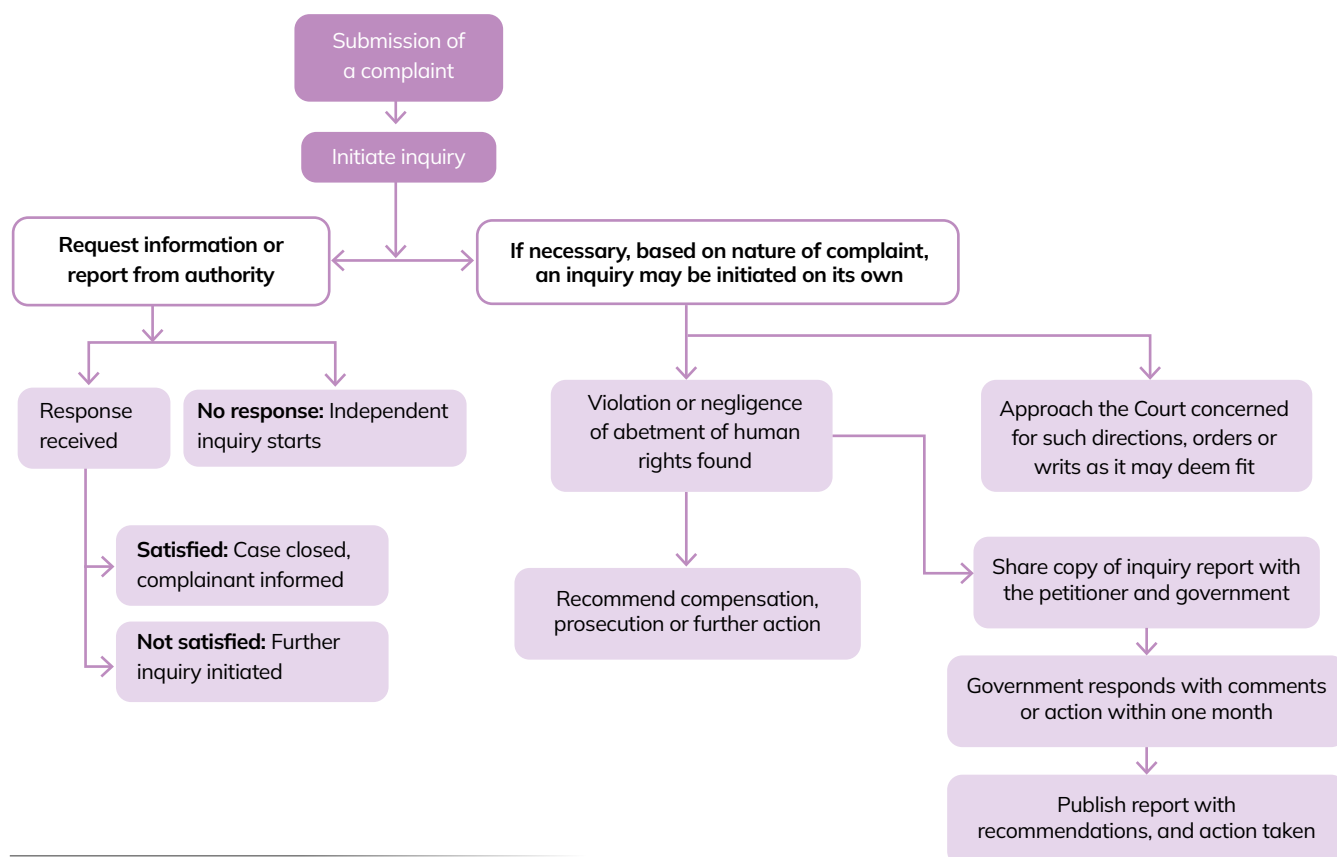 Submission of
a complaint
Initiate inquiry
Request information or
report from authority
If necessary, based on nature of complaint,
an inquiry may be initiated on its own
Response
received
No response: Independent
inquiry starts
Violation or negligence
of abetment of human
rights found
Approach the Court concerned
for such directions, orders or
writs as it may deem fit
Satisfied: Case closed,
complainant informed
Not satisfied: Further
inquiry initiated
Recommend compensation,
prosecution or further action
Share copy of inquiry report with
the petitioner and government
Government responds with comments
or action within one month
Publish report with
recommendations, and action taken